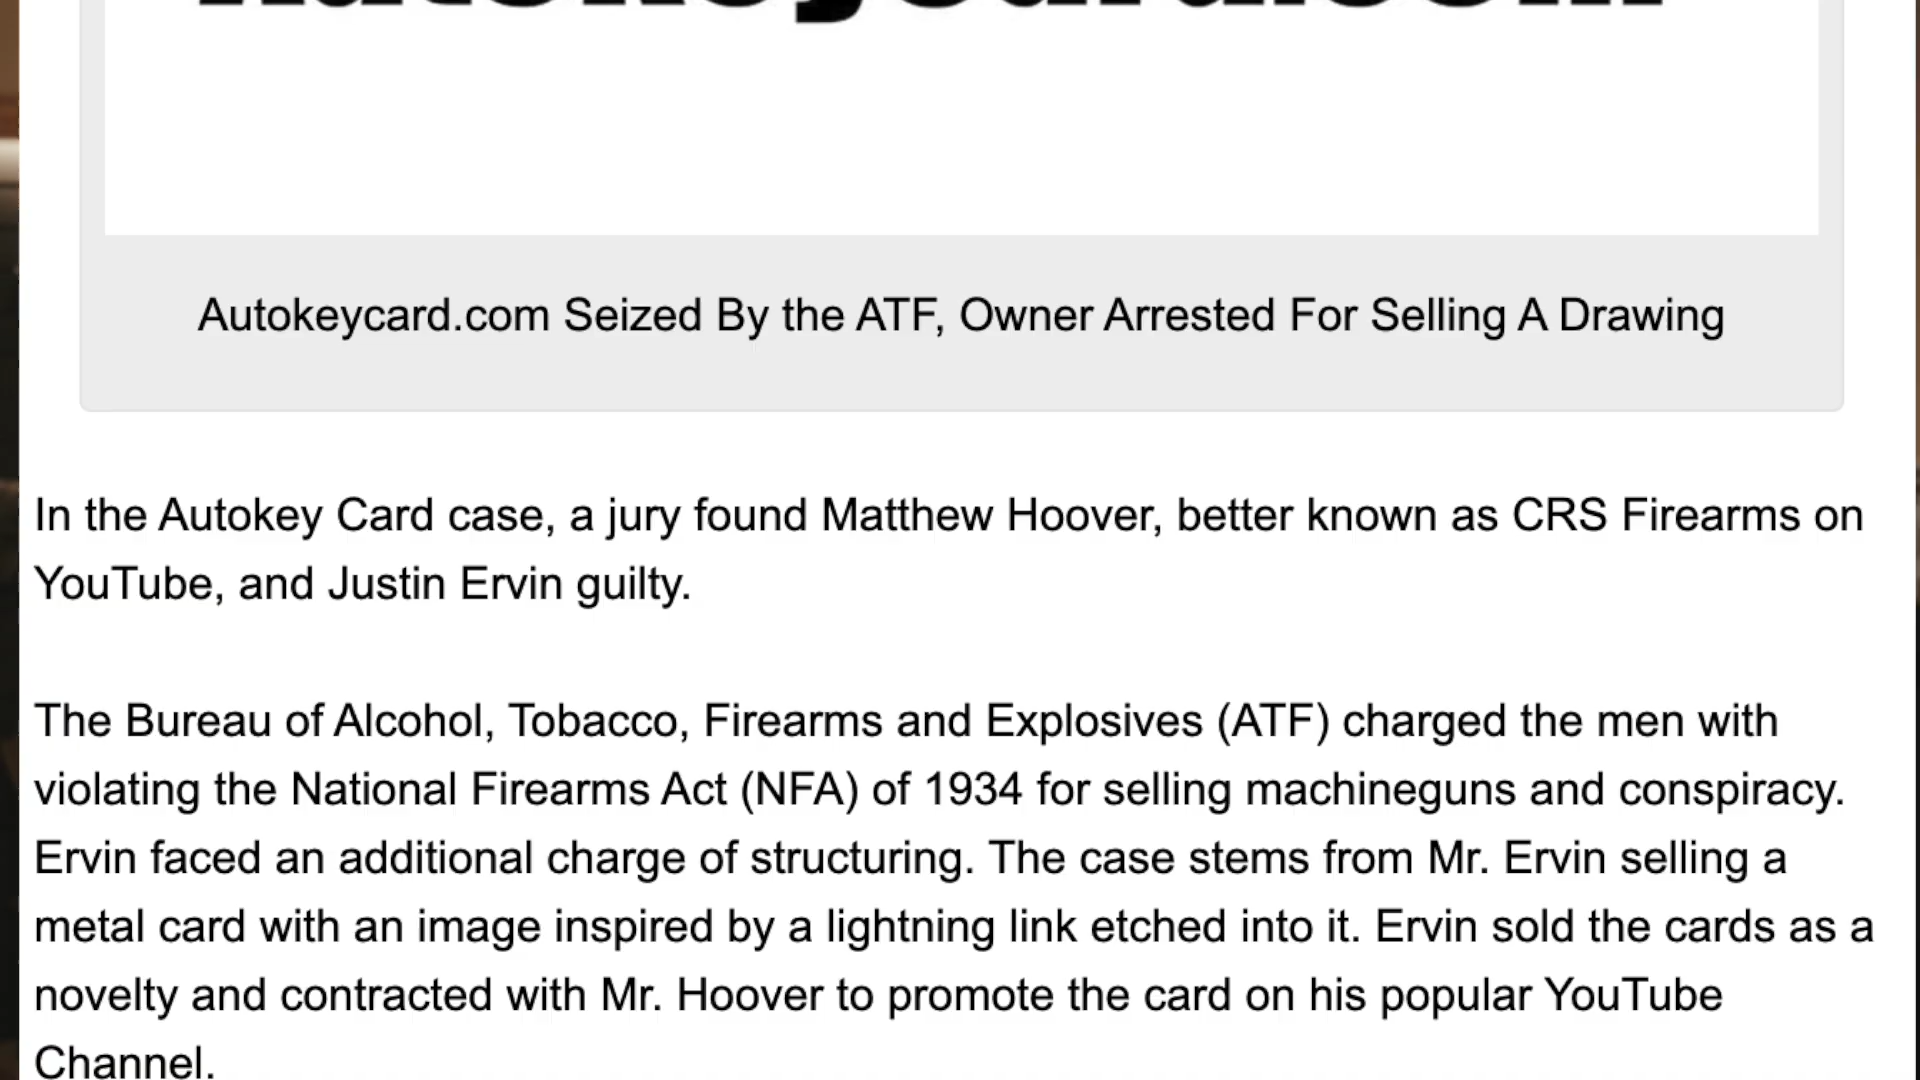 Autokeycard.com Seized By the ATF, Owner Arrested For Selling A Drawing
In the Autokey Card case, a jury found Matthew Hoover, better known as CRS Firearms on
YouTube, and Justin Ervin guilty.
The Bureau of Alcohol, Tobacco, Firearms and Explosives (ATF) charged the men with
violating the National Firearms Act (NFA) of 1934 for selling machineguns and conspiracy.
Ervin faced an additional charge of structuring. The case stems from Mr. Ervin selling a
metal card with an image inspired by a lightning link etched into it. Ervin sold the cards as a
novelty and contracted with Mr. Hoover to promote the card on his popular YouTube
Channel.